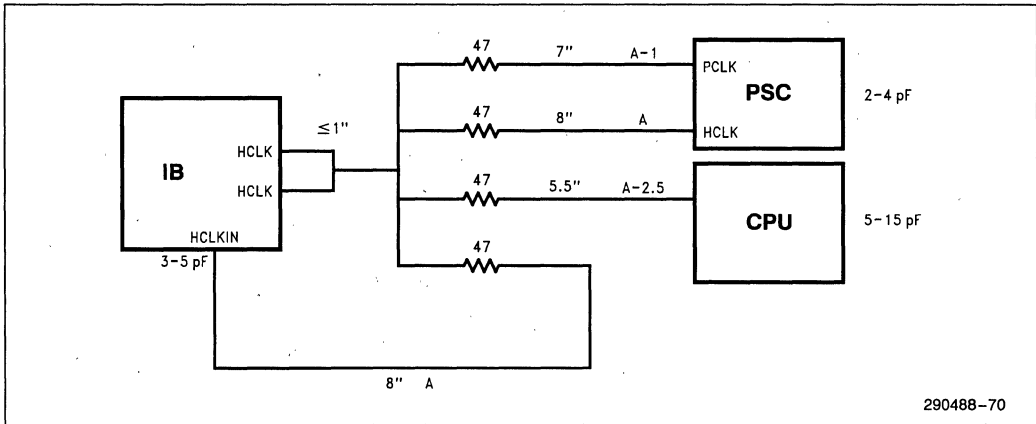 47 7" A-1
PCLK
PSC
2-4 pF
≤1"
47 8" A
HCLK
HCLK
IB
47
HCLK
5.5" A-2.5
CPU
5-15 pF
HCLKIN
3-5 pF
47
8" A
290488-70